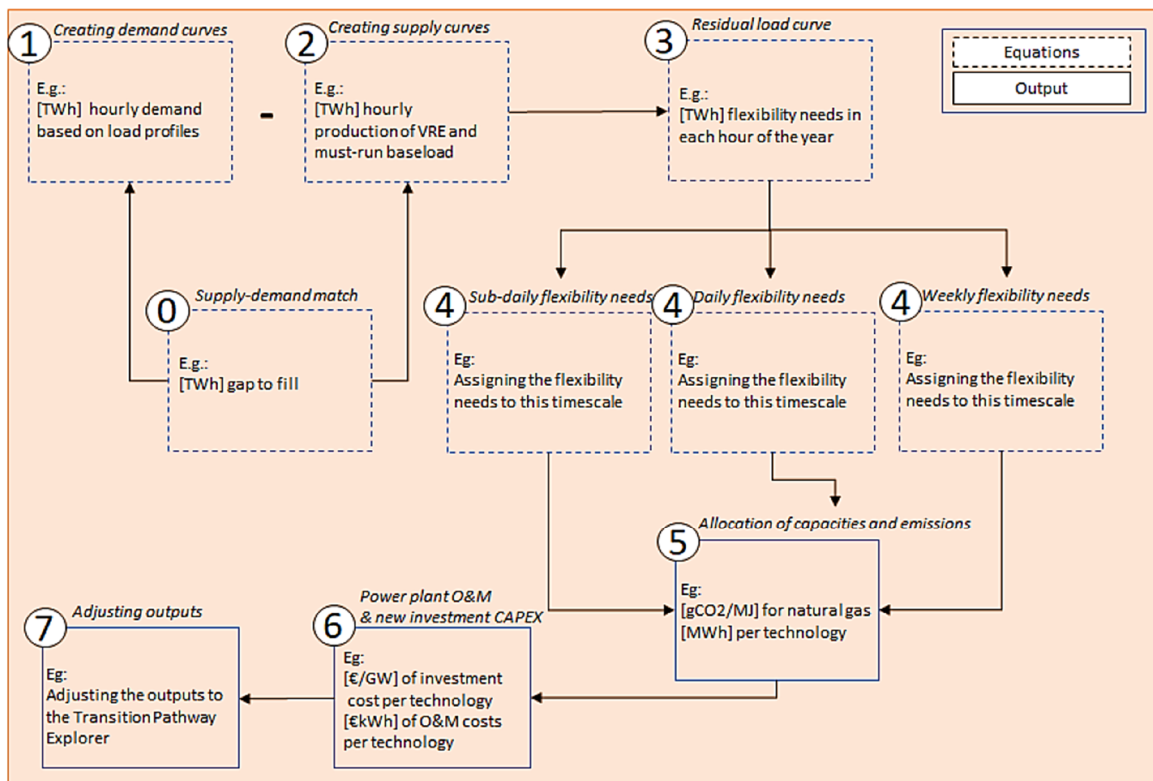 Creating demand curves
1
E.g.:
[TWh] hourly demand
based on load profiles
-
Creating supply curves
2
E.g.:
[TWh] hourly
production of VRE and
must-run baseload
Residual load curve
3
E.g.:
[TWh] flexibility needs in
each hour of the year
Equations
Output
Supply-demand match
0
E.g.:
[TWh] gap to fill
4
Sub-daily flexibility needs
Eg:
Assigning the flexibility
needs to this timescale
4
Daily flexibility needs
Eg:
Assigning the flexibility
needs to this timescale
4
Weekly flexibility needs
Eg:
Assigning the flexibility
needs to this timescale
Allocation of capacities and emissions
5
Eg:
[gCO2/MJ] for natural gas
[MWh] per technology
Power plant O&M
& new investment CAPEX
6
Eg:
[€/GW] of investment
cost per technology
[€kWh] of O&M costs
per technology
Adjusting outputs
7
Eg:
Adjusting the outputs to
the Transition Pathway
Explorer